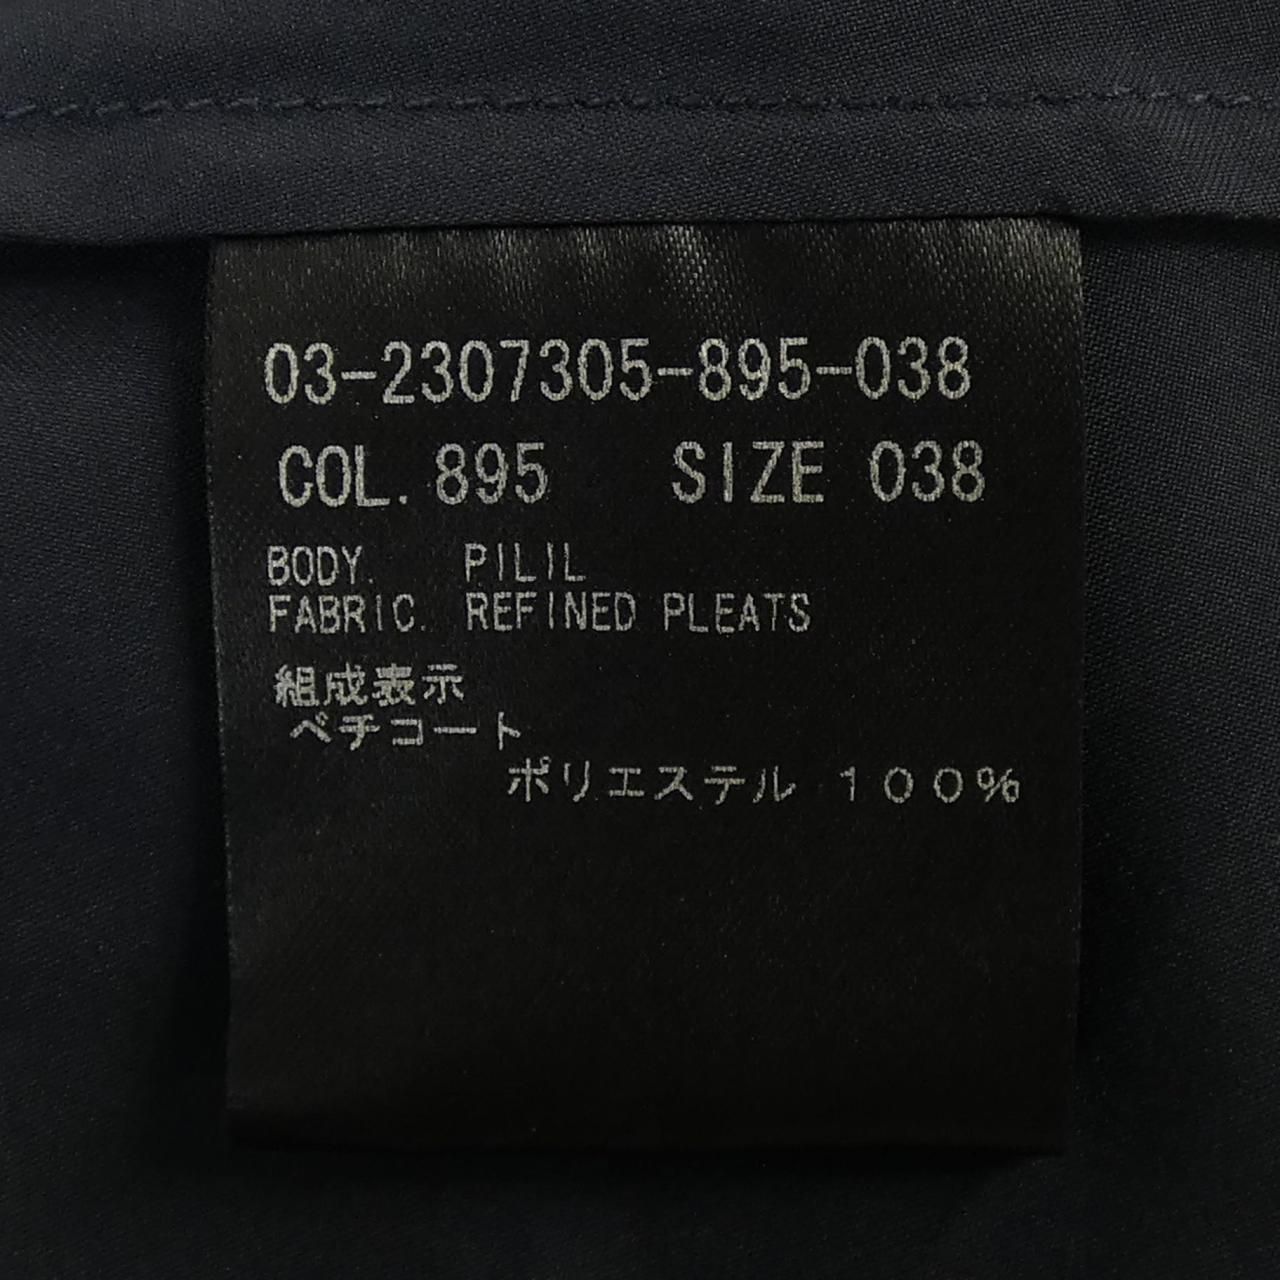 03-2307305-895-038
COL. 895 SIZE 038
BODY. PILIL
FABRIC. REFINED PLEATS
組成表示
ペチコート
ポリエステル １００％